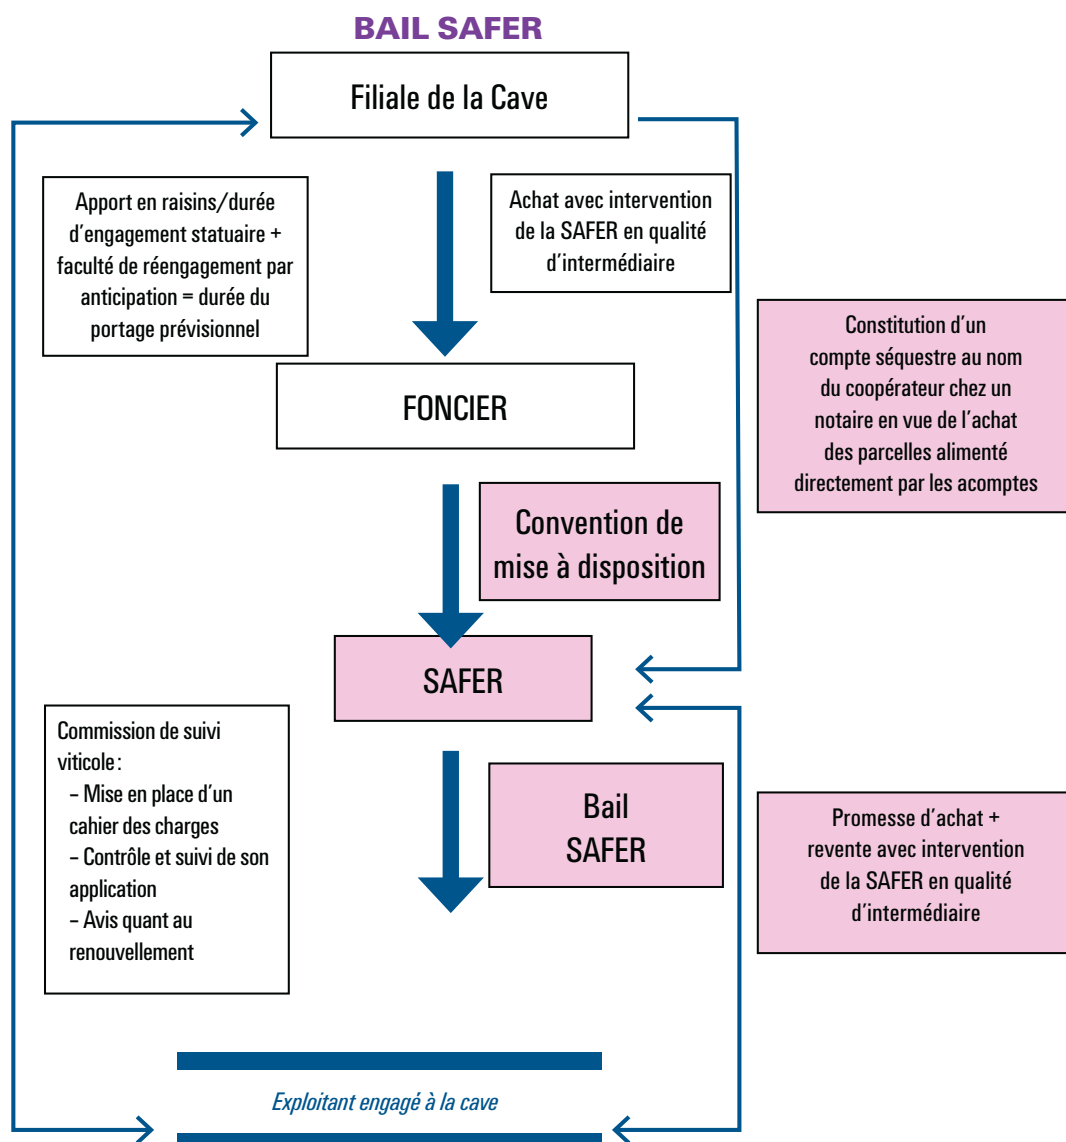 BAIL SAFER
Filiale de la Cave
Apport en raisins/durée
d'engagement statuaire +
faculté de réengagement par
anticipation = durée du
portage prévisionnel
Achat avec intervention
de la SAFER en qualité
d'intermédiaire
Constitution d'un
compte séquestre au nom
du coopérateur chez un
notaire en vue de l'achat
des parcelles alimenté
directement par les acomptes
FONCIER
Convention de
mise à disposition
SAFER
Commission de suivi
viticole :
– Mise en place d'un
cahier des charges
– Contrôle et suivi de son
application
– Avis quant au
renouvellement
Bail
SAFER
Promesse d'achat +
revente avec intervention
de la SAFER en qualité
d'intermédiaire
Exploitant engagé à la cave